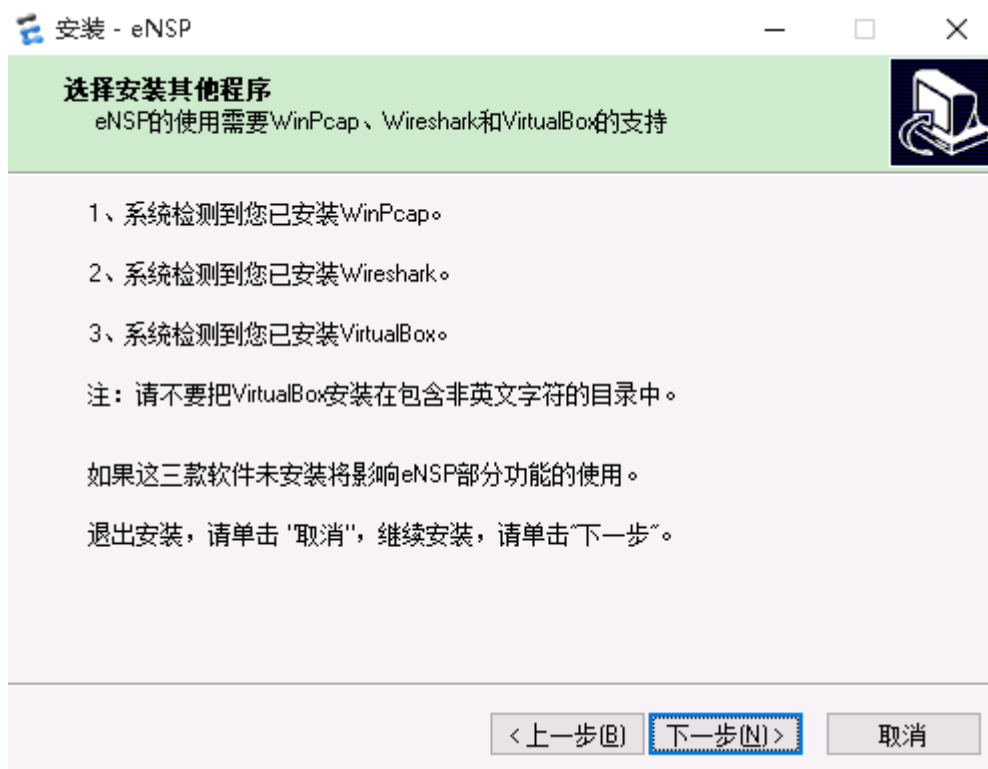 安装 - eNSP
选择安装其他程序
eNSP的使用需要WinPcap、Wireshark和VirtualBox的支持
1、系统检测到您已安装WinPcap。
2、系统检测到您已安装Wireshark。
3、系统检测到您已安装VirtualBox。
注：请不要把VirtualBox安装在包含非英文字符的目录中。
如果这三款软件未安装将影响eNSP部分功能的使用。
退出安装，请单击 "取消"，继续安装，请单击"下一步"。
<上一步(B) 下一步(N)> 取消